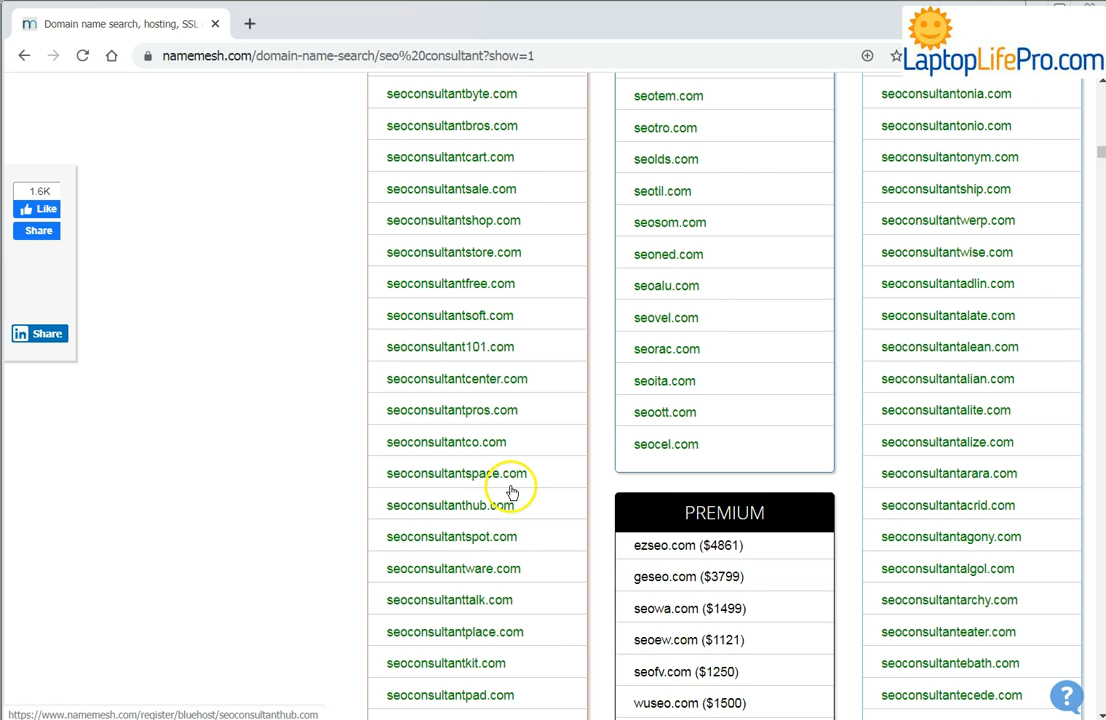 Domain name search, hosting, SSL
LaptopLifePro.com
namemesh.com/domain-name-search/seo%20consultant?show=1
1.6K
Like
Share
Share
seoconsultantbyte.com
seoconsultantbros.com
seoconsultantcart.com
seoconsultantsale.com
seoconsultantshop.com
seoconsultantstore.com
seoconsultantfree.com
seoconsultantsoft.com
seoconsultant101.com
seoconsultantcenter.com
seoconsultantpros.com
seoconsultantco.com
seoconsultantspace.com
seoconsultanthub.com
seoconsultantspot.com
seoconsultantware.com
seoconsultanttalk.com
seoconsultantplace.com
seoconsultantkit.com
seoconsultantpad.com
seotem.com
seotro.com
seolds.com
seotil.com
seosom.com
seoned.com
seoalu.com
seovel.com
seorac.com
seoita.com
seoott.com
seocel.com
PREMIUM
ezseo.com ($4861)
geseo.com ($3799)
seowa.com ($1499)
seoew.com ($1121)
seofv.com ($1250)
wuseo.com ($1500)
seoconsultantonia.com
seoconsultantonio.com
seoconsultantonym.com
seoconsultantship.com
seoconsultantwerp.com
seoconsultantwise.com
seoconsultantadlin.com
seoconsultantalate.com
seoconsultantalean.com
seoconsultantalian.com
seoconsultantalite.com
seoconsultantalize.com
seoconsultantarara.com
seoconsultantacrid.com
seoconsultantagony.com
seoconsultantalgol.com
seoconsultantarchy.com
seoconsultanteater.com
seoconsultantebath.com
seoconsultantecede.com
https://www.namemesh.com/register/bluehost/seoconsultanthub.com